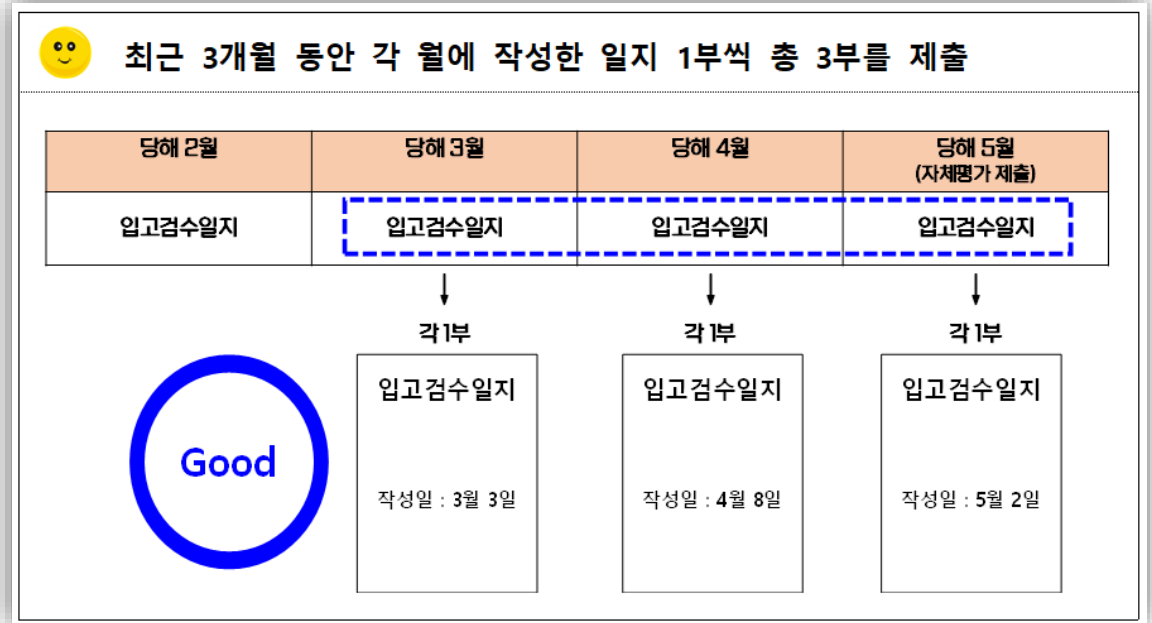 최근 3개월 동안 각 월에 작성한 일지 1부씩 총 3부를 제출
당해 2월 당해 3월 당해 4월 당해 5월
(자체평가 제출)
입고검수일지 입고검수일지 입고검수일지 입고검수일지
각 1부 각 1부 각 1부
입고검수일지 입고검수일지 입고검수일지
Good
작성일 : 3월 3일 작성일 : 4월 8일 작성일 : 5월 2일